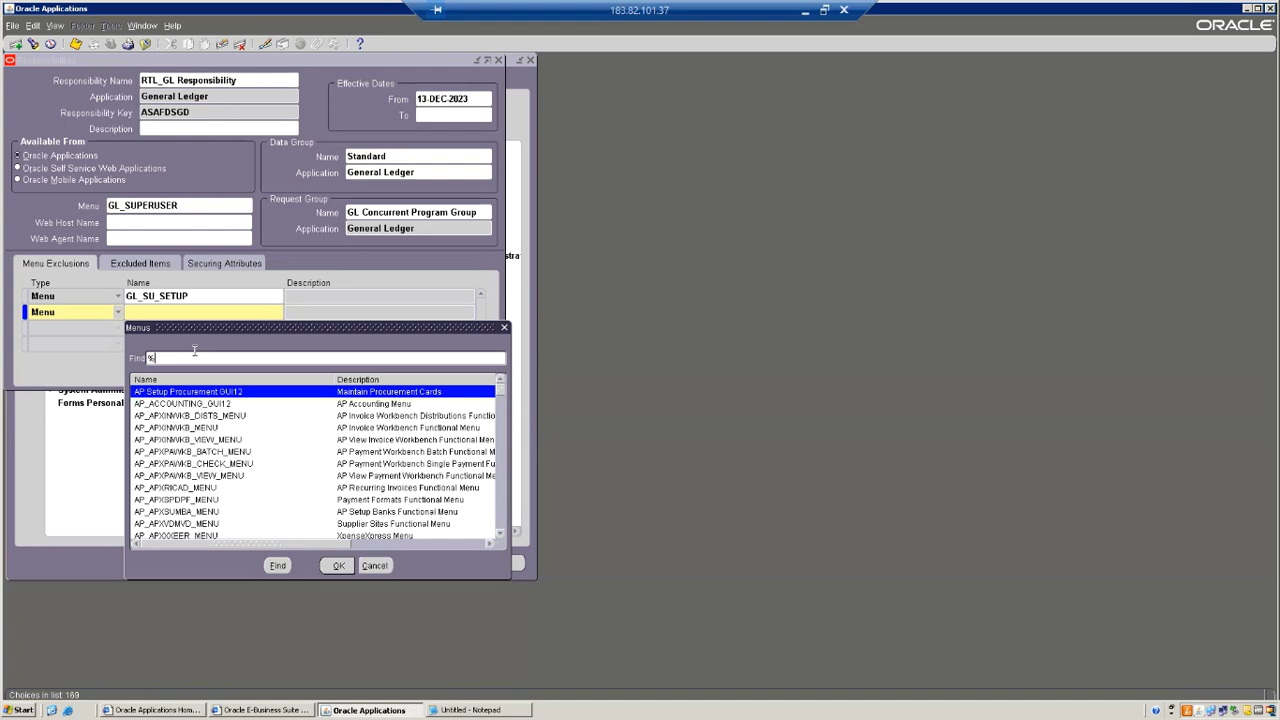 Oracle Applications
183.82.101.37
File Edit View Folder Tools Window Help
ORACLE
Responsibilities
Responsibility Name RTL_GL Responsibility
Application General Ledger
Responsibility Key ASAFDSGD
Description
Effective Dates
From 13-DEC-2023
To
Available From
Oracle Applications
Oracle Self Service Web Applications
Oracle Mobile Applications
Data Group
Name Standard
Application General Ledger
Menu GL_SUPERUSER
Web Host Name
Web Agent Name
Request Group
Name GL Concurrent Program Group
Application General Ledger
Menu Exclusions Excluded Items Securing Attributes
Type Name Description
Menu GL_SU_SETUP
Menu
Menus
Find %
Name Description
AP Setup Procurement GUI12 Maintain Procurement Cards
AP_ACCOUNTING_GUI12 AP Accounting Menu
AP_APXINWKB_DISTS_MENU AP Invoice Workbench Distributions Functio
AP_APXINWKB_MENU AP Invoice Workbench Functional Menu
AP_APXINWKB_VIEW_MENU AP View Invoice Workbench Functional Men
AP_APXPAWKB_BATCH_MENU AP Payment Workbench Batch Functional M
AP_APXPAWKB_CHECK_MENU AP Payment Workbench Single Payment Fu
AP_APXPAWKB_VIEW_MENU AP View Payment Workbench Functional Me
AP_APXRICAD_MENU AP Recurring Invoices Functional Menu
AP_APXSPDPF_MENU Payment Formats Functional Menu
AP_APXSUMBA_MENU AP Setup Banks Functional Menu
AP_APXVDMVD_MENU Supplier Sites Functional Menu
AP_APXXXEER_MENU XpenseXpress Menu
Find OK Cancel
stra
System Adminis
Forms Personal
Choices in list: 169
Start Oracle Applications Hom... Oracle E-Business Suite ... Oracle Applications Untitled - Notepad